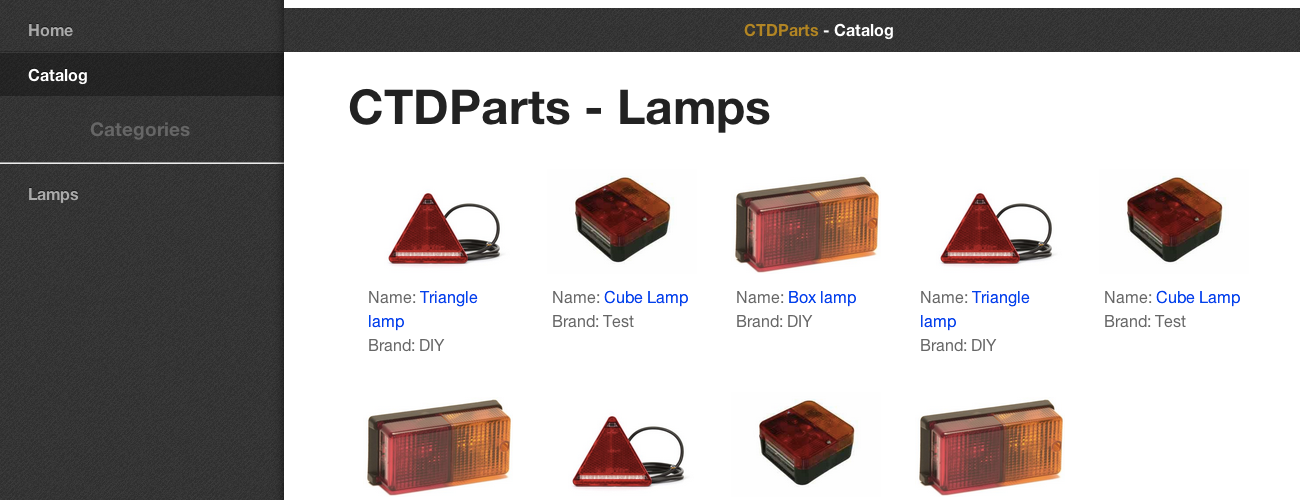 Home
Catalog
Categories
Lamps
CTDParts - Catalog
CTDParts - Lamps
Name: Triangle
lamp
Brand: DIY
Name: Cube Lamp
Brand: Test
Name: Box lamp
Brand: DIY
Name: Triangle
lamp
Brand: DIY
Name: Cube Lamp
Brand: Test